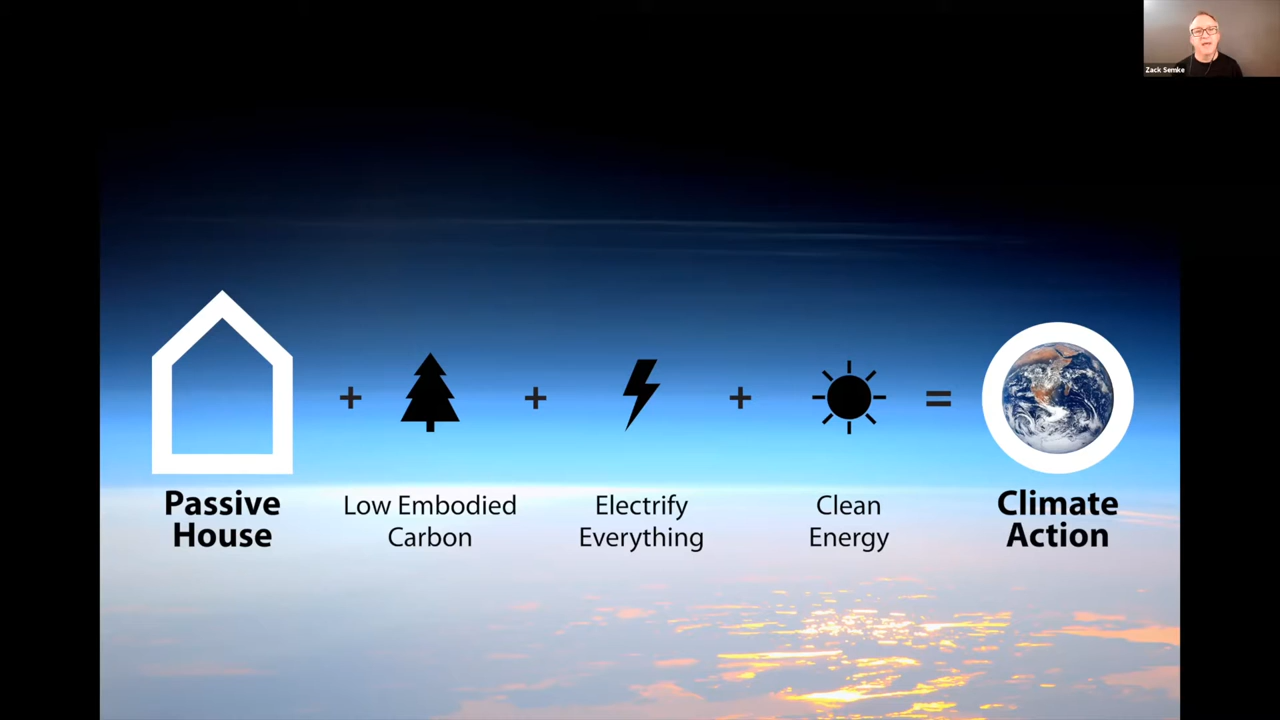 Zack Semke
+ + + =
Passive
House
Low Embodied
Carbon
Electrify
Everything
Clean
Energy
Climate
Action